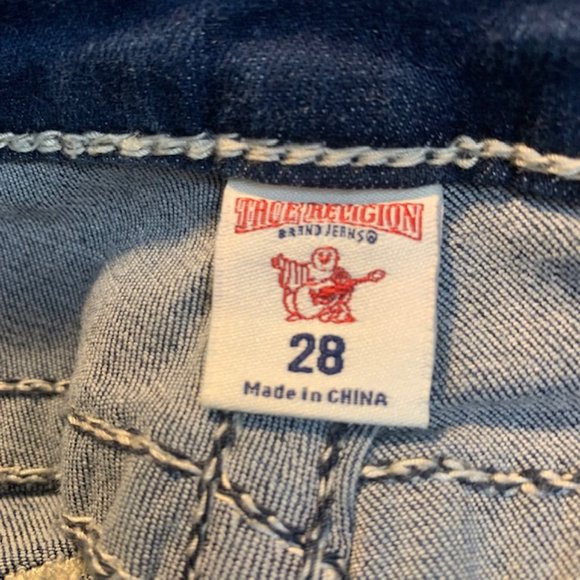 TRUE RELIGION
BRAND JEANS®
28
Made in CHINA